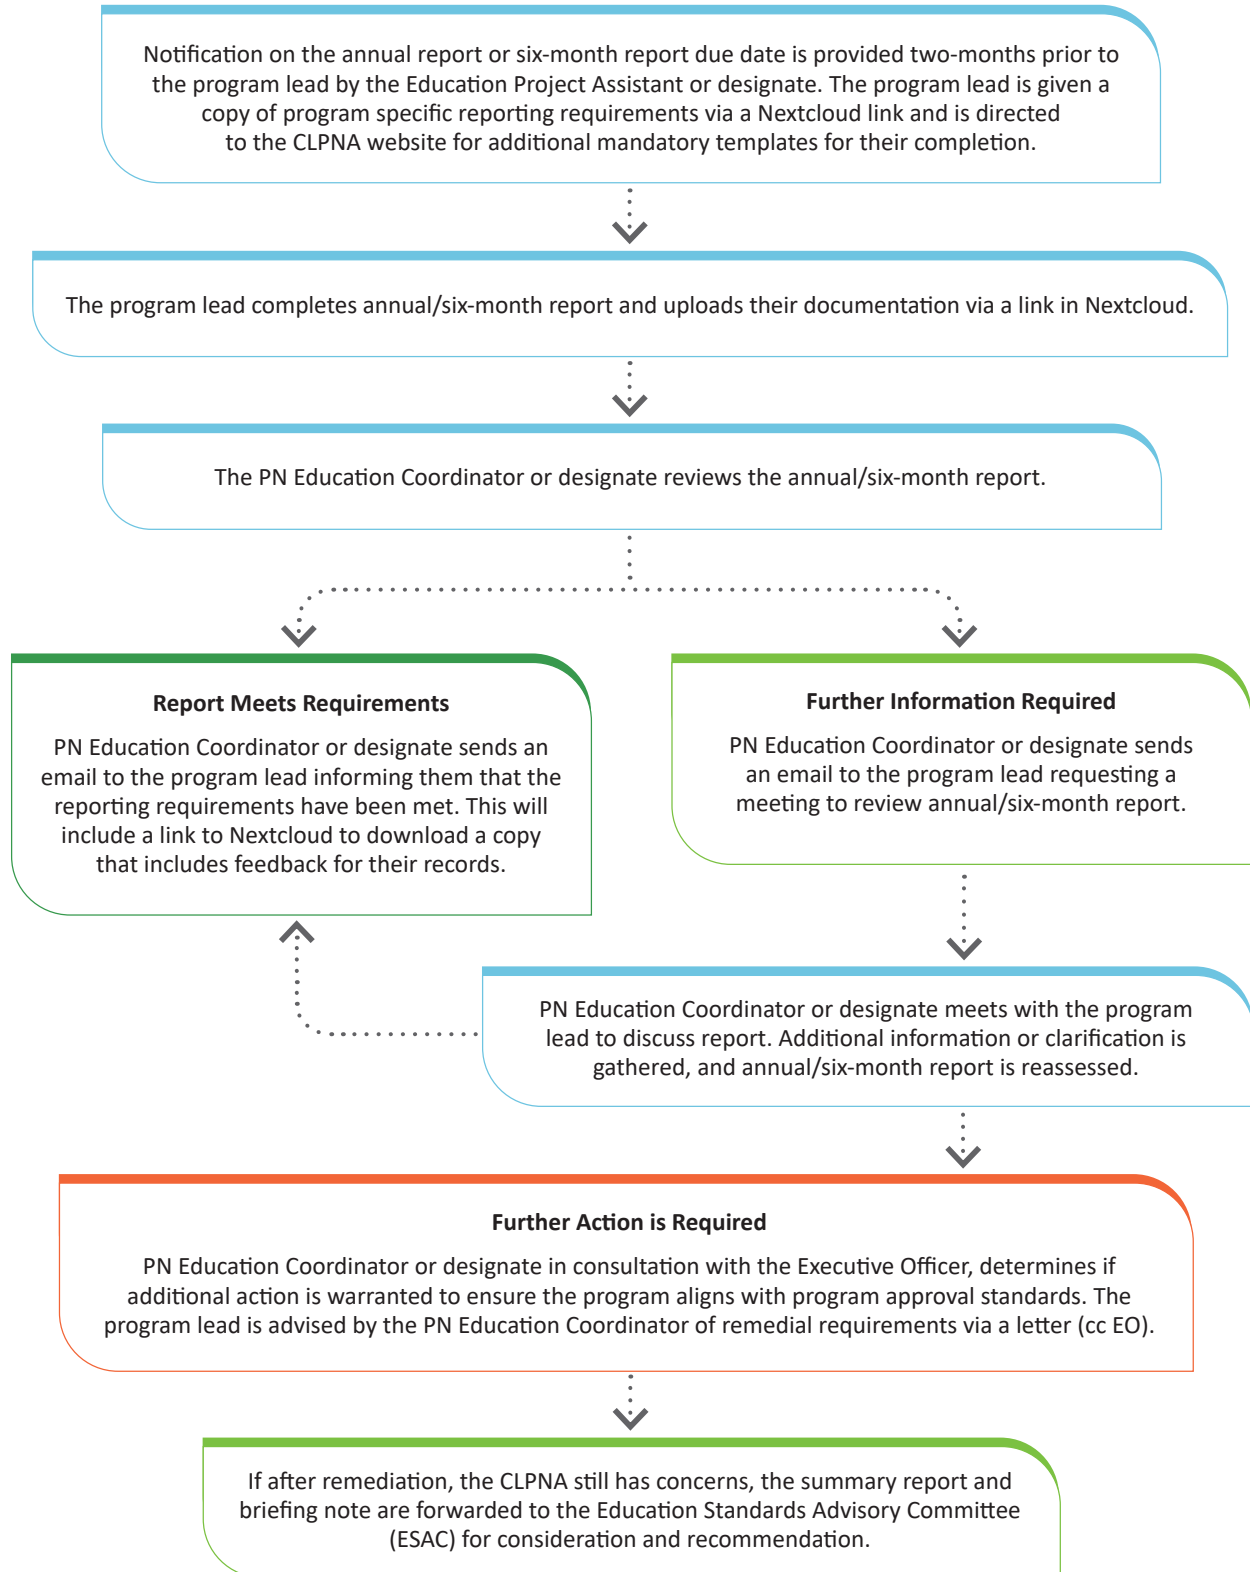 Notification on the annual report or six-month report due date is provided two-months prior to
the program lead by the Education Project Assistant or designate. The program lead is given a
copy of program specific reporting requirements via a Nextcloud link and is directed
to the CLPNA website for additional mandatory templates for their completion.
The program lead completes annual/six-month report and uploads their documentation via a link in Nextcloud.
The PN Education Coordinator or designate reviews the annual/six-month report.
Report Meets Requirements
PN Education Coordinator or designate sends an
email to the program lead informing them that the
reporting requirements have been met. This will
include a link to Nextcloud to download a copy
that includes feedback for their records.
Further Information Required
PN Education Coordinator or designate sends
an email to the program lead requesting a
meeting to review annual/six-month report.
PN Education Coordinator or designate meets with the program
lead to discuss report. Additional information or clarification is
gathered, and annual/six-month report is reassessed.
Further Action is Required
PN Education Coordinator or designate in consultation with the Executive Officer, determines if
additional action is warranted to ensure the program aligns with program approval standards. The
program lead is advised by the PN Education Coordinator of remedial requirements via a letter (cc EO).
If after remediation, the CLPNA still has concerns, the summary report and
briefing note are forwarded to the Education Standards Advisory Committee
(ESAC) for consideration and recommendation.